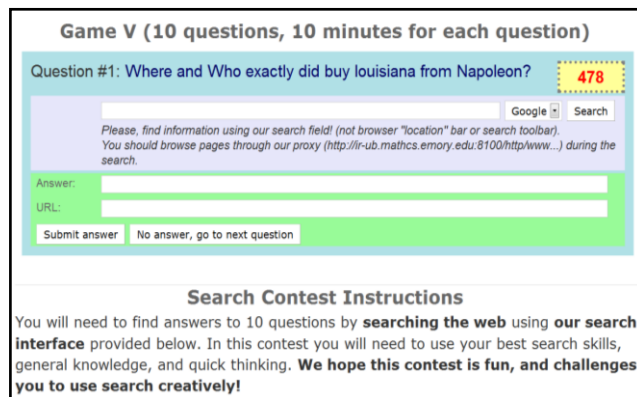 Game V (10 questions, 10 minutes for each question)
Question #1: Where and Who exactly did buy louisiana from Napoleon?
478
Google
Search
Please, find information using our search field! (not browser "location" bar or search toolbar).
You should browse pages through our proxy (http://ir-ub.mathcs.emory.edu:8100/http/www...) during the
search.
Answer:
URL:
Submit answer
No answer, go to next question
Search Contest Instructions
You will need to find answers to 10 questions by searching the web using our search
interface provided below. In this contest you will need to use your best search skills,
general knowledge, and quick thinking. We hope this contest is fun, and challenges
you to use search creatively!